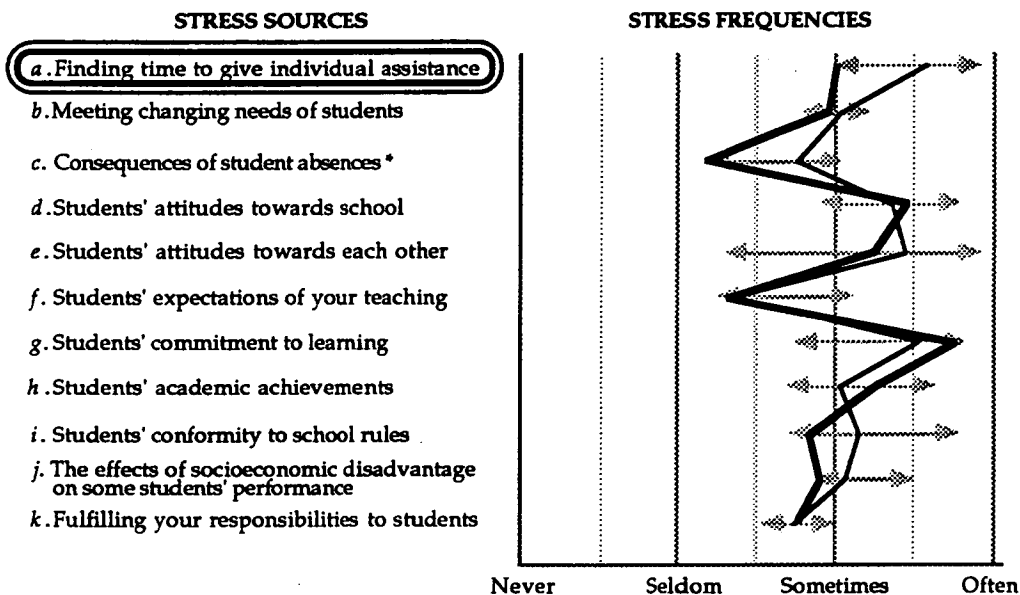 STRESS SOURCES
STRESS FREQUENCIES
a. Finding time to give individual assistance
b. Meeting changing needs of students
c. Consequences of student absences *
d. Students' attitudes towards school
e. Students' attitudes towards each other
f. Students' expectations of your teaching
g. Students' commitment to learning
h. Students' academic achievements
i. Students' conformity to school rules
j. The effects of socioeconomic disadvantage
on some students' performance
k. Fulfilling your responsibilities to students
Never Seldom Sometimes Often